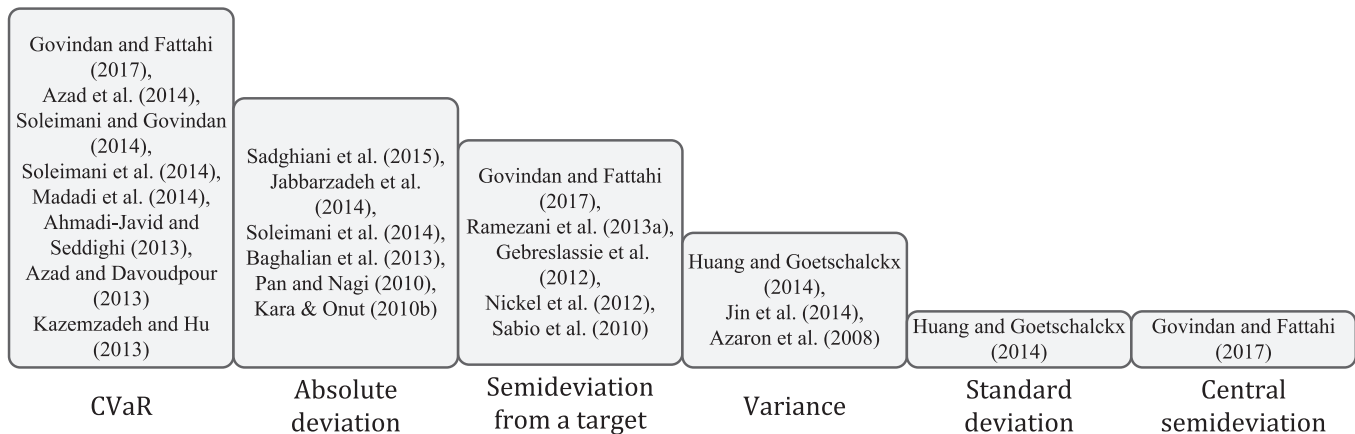 Govindan and Fattahi
(2017),
Azad et al. (2014),
Soleimani and Govindan
(2014),
Soleimani et al. (2014),
Madadi et al. (2014),
Ahmadi-Javid and
Seddighi (2013),
Azad and Davoudpour
(2013)
Kazemzadeh and Hu
(2013)
CVaR
Sadghiani et al. (2015),
Jabbarzadeh et al.
(2014),
Soleimani et al. (2014),
Baghalian et al. (2013),
Pan and Nagi (2010),
Kara & Onut (2010b)
Absolute
deviation
Govindan and Fattahi
(2017),
Ramezani et al. (2013a),
Gebreslassie et al.
(2012),
Nickel et al. (2012),
Sabio et al. (2010)
Semideviation
from a target
Huang and Goetschalckx
(2014),
Jin et al. (2014),
Azaron et al. (2008)
Variance
Huang and Goetschalckx
(2014)
Standard
deviation
Govindan and Fattahi
(2017)
Central
semideviation